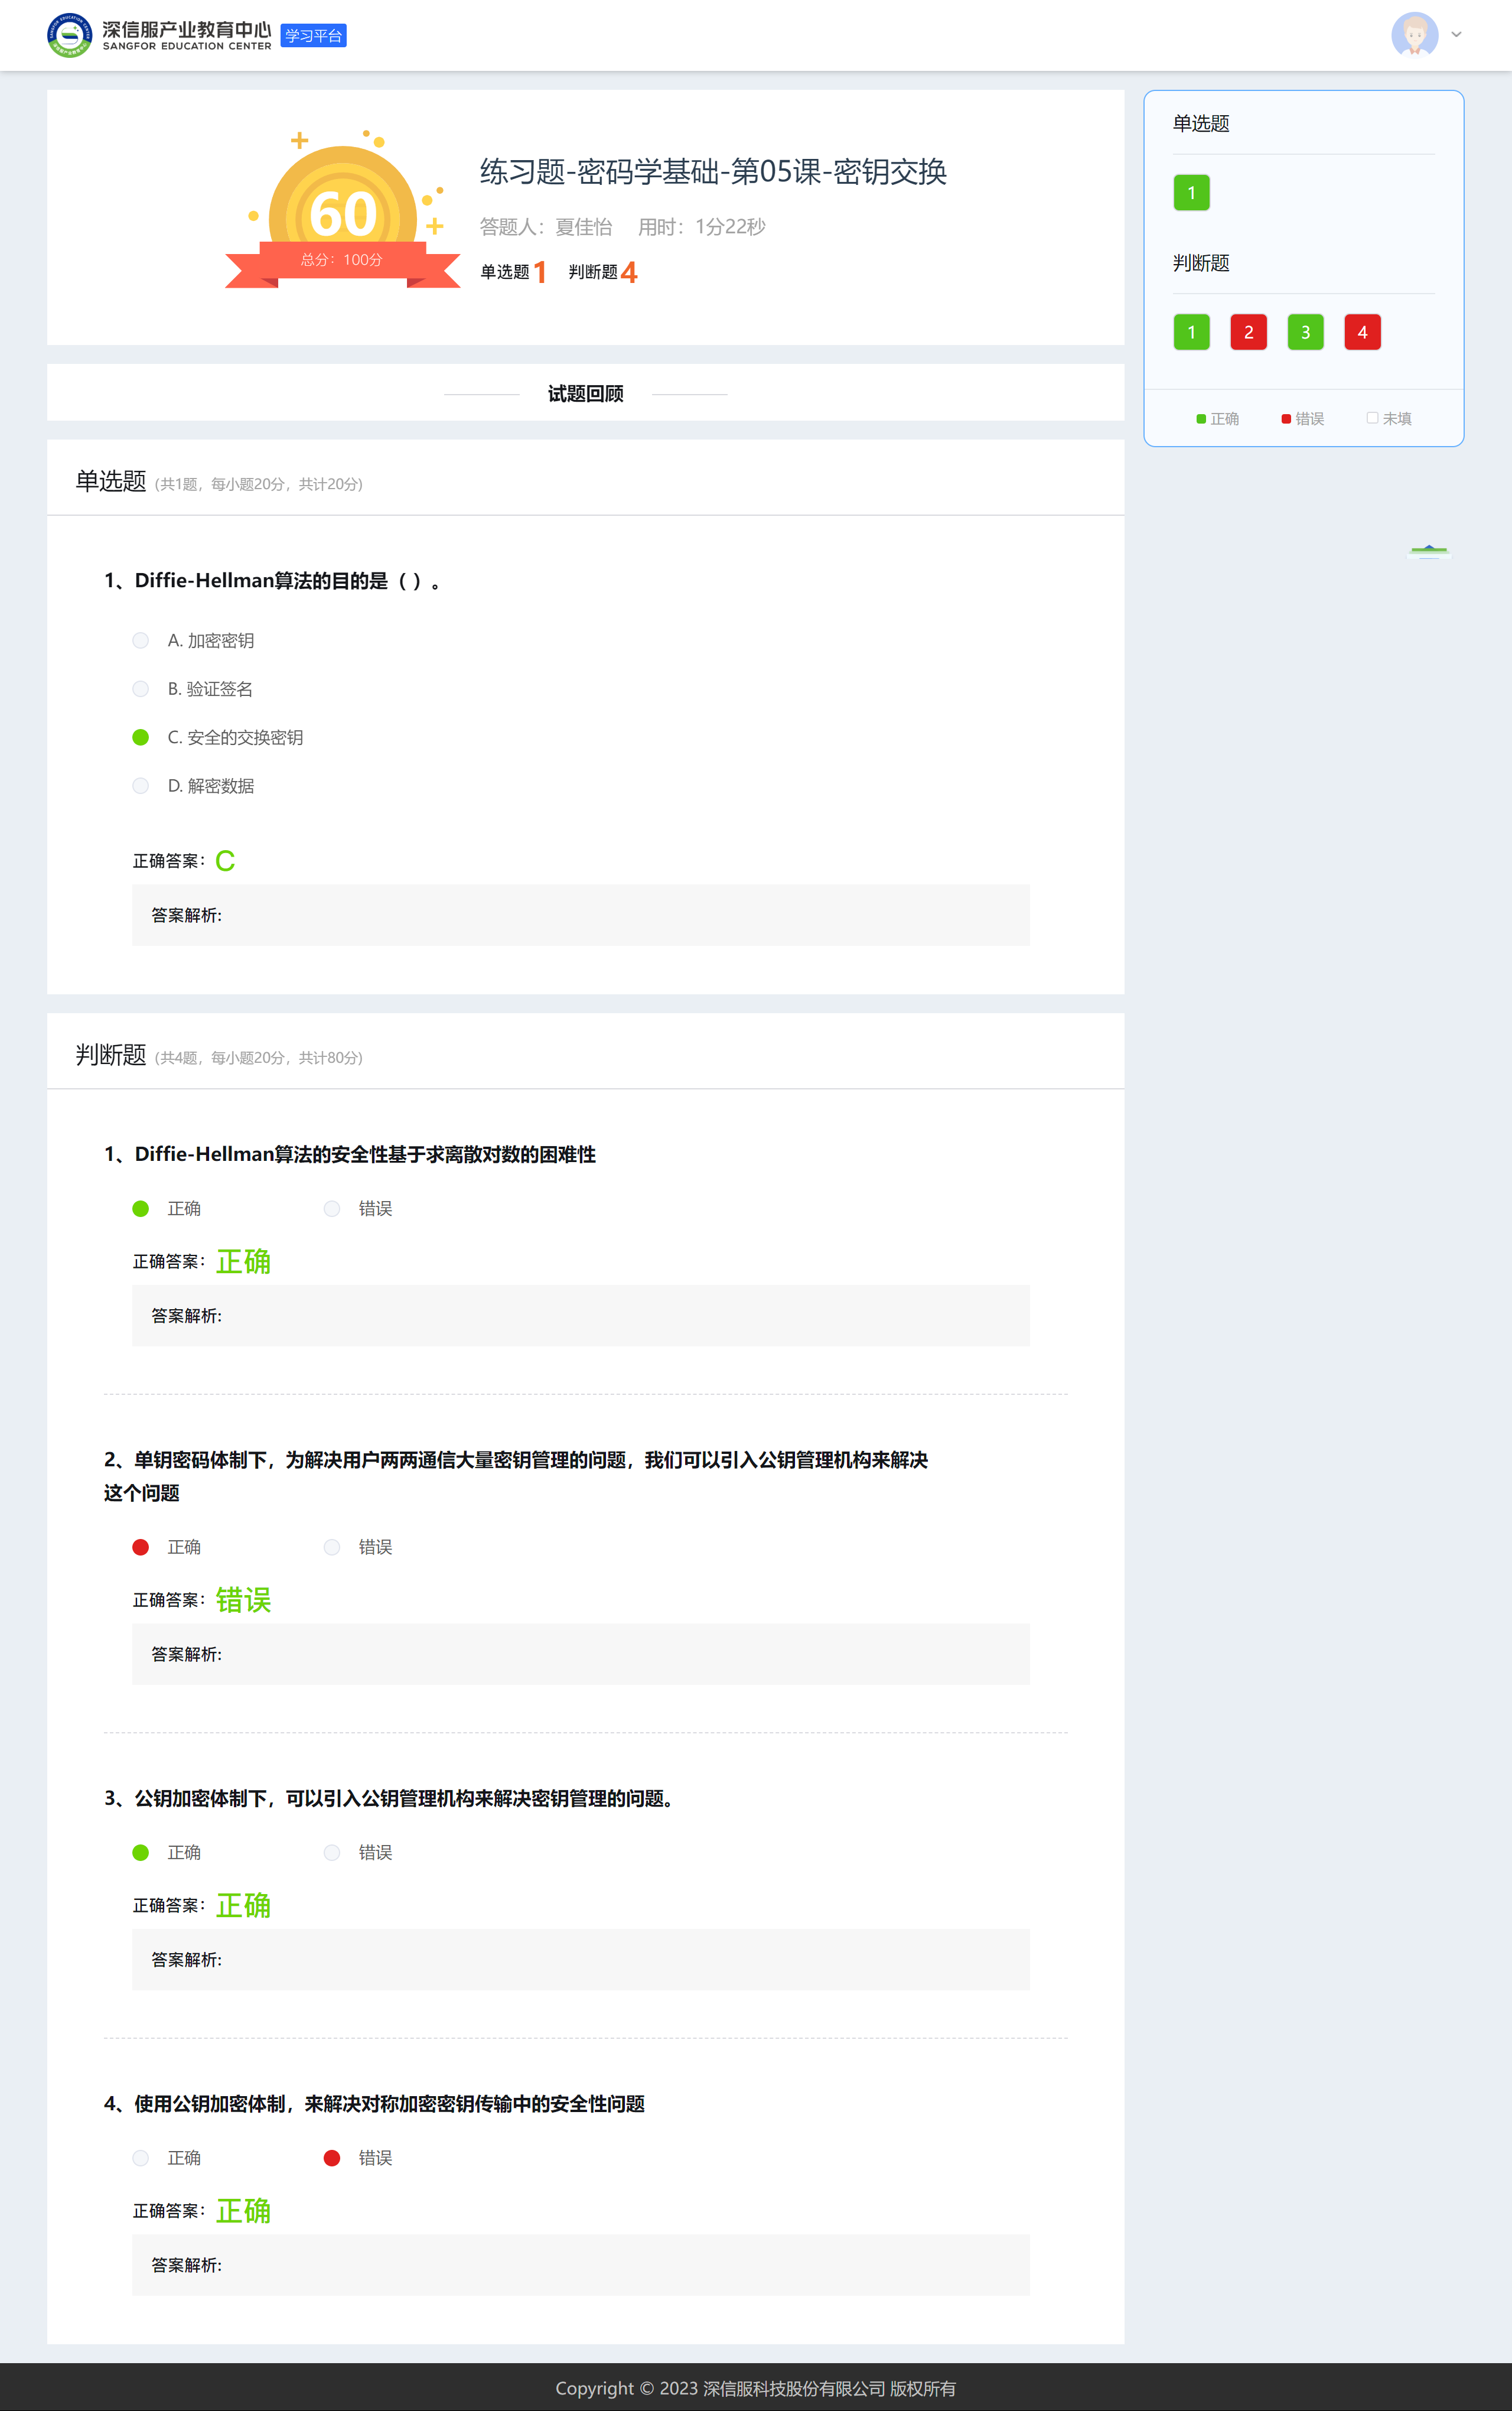 深信服产业教育中心
SANGFOR EDUCATION CENTER
学习平台
60
总分：100分
练习题-密码学基础-第05课-密钥交换
答题人：夏佳怡 用时：1分22秒
单选题1 判断题4
单选题
1
判断题
1 2 3 4
正确 错误 未填
试题回顾
单选题 (共1题，每小题20分，共计20分)
1、Diffie-Hellman算法的目的是（ ）。
A. 加密密钥
B. 验证签名
C. 安全的交换密钥
D. 解密数据
正确答案：C
答案解析:
判断题 (共4题，每小题20分，共计80分)
1、Diffie-Hellman算法的安全性基于求离散对数的困难性
正确 错误
正确答案：正确
答案解析:
2、单钥密码体制下，为解决用户两两通信大量密钥管理的问题，我们可以引入公钥管理机构来解决
这个问题
正确 错误
正确答案：错误
答案解析:
3、公钥加密体制下，可以引入公钥管理机构来解决密钥管理的问题。
正确 错误
正确答案：正确
答案解析:
4、使用公钥加密体制，来解决对称加密密钥传输中的安全性问题
正确 错误
正确答案：正确
答案解析:
Copyright © 2023 深信服科技股份有限公司 版权所有